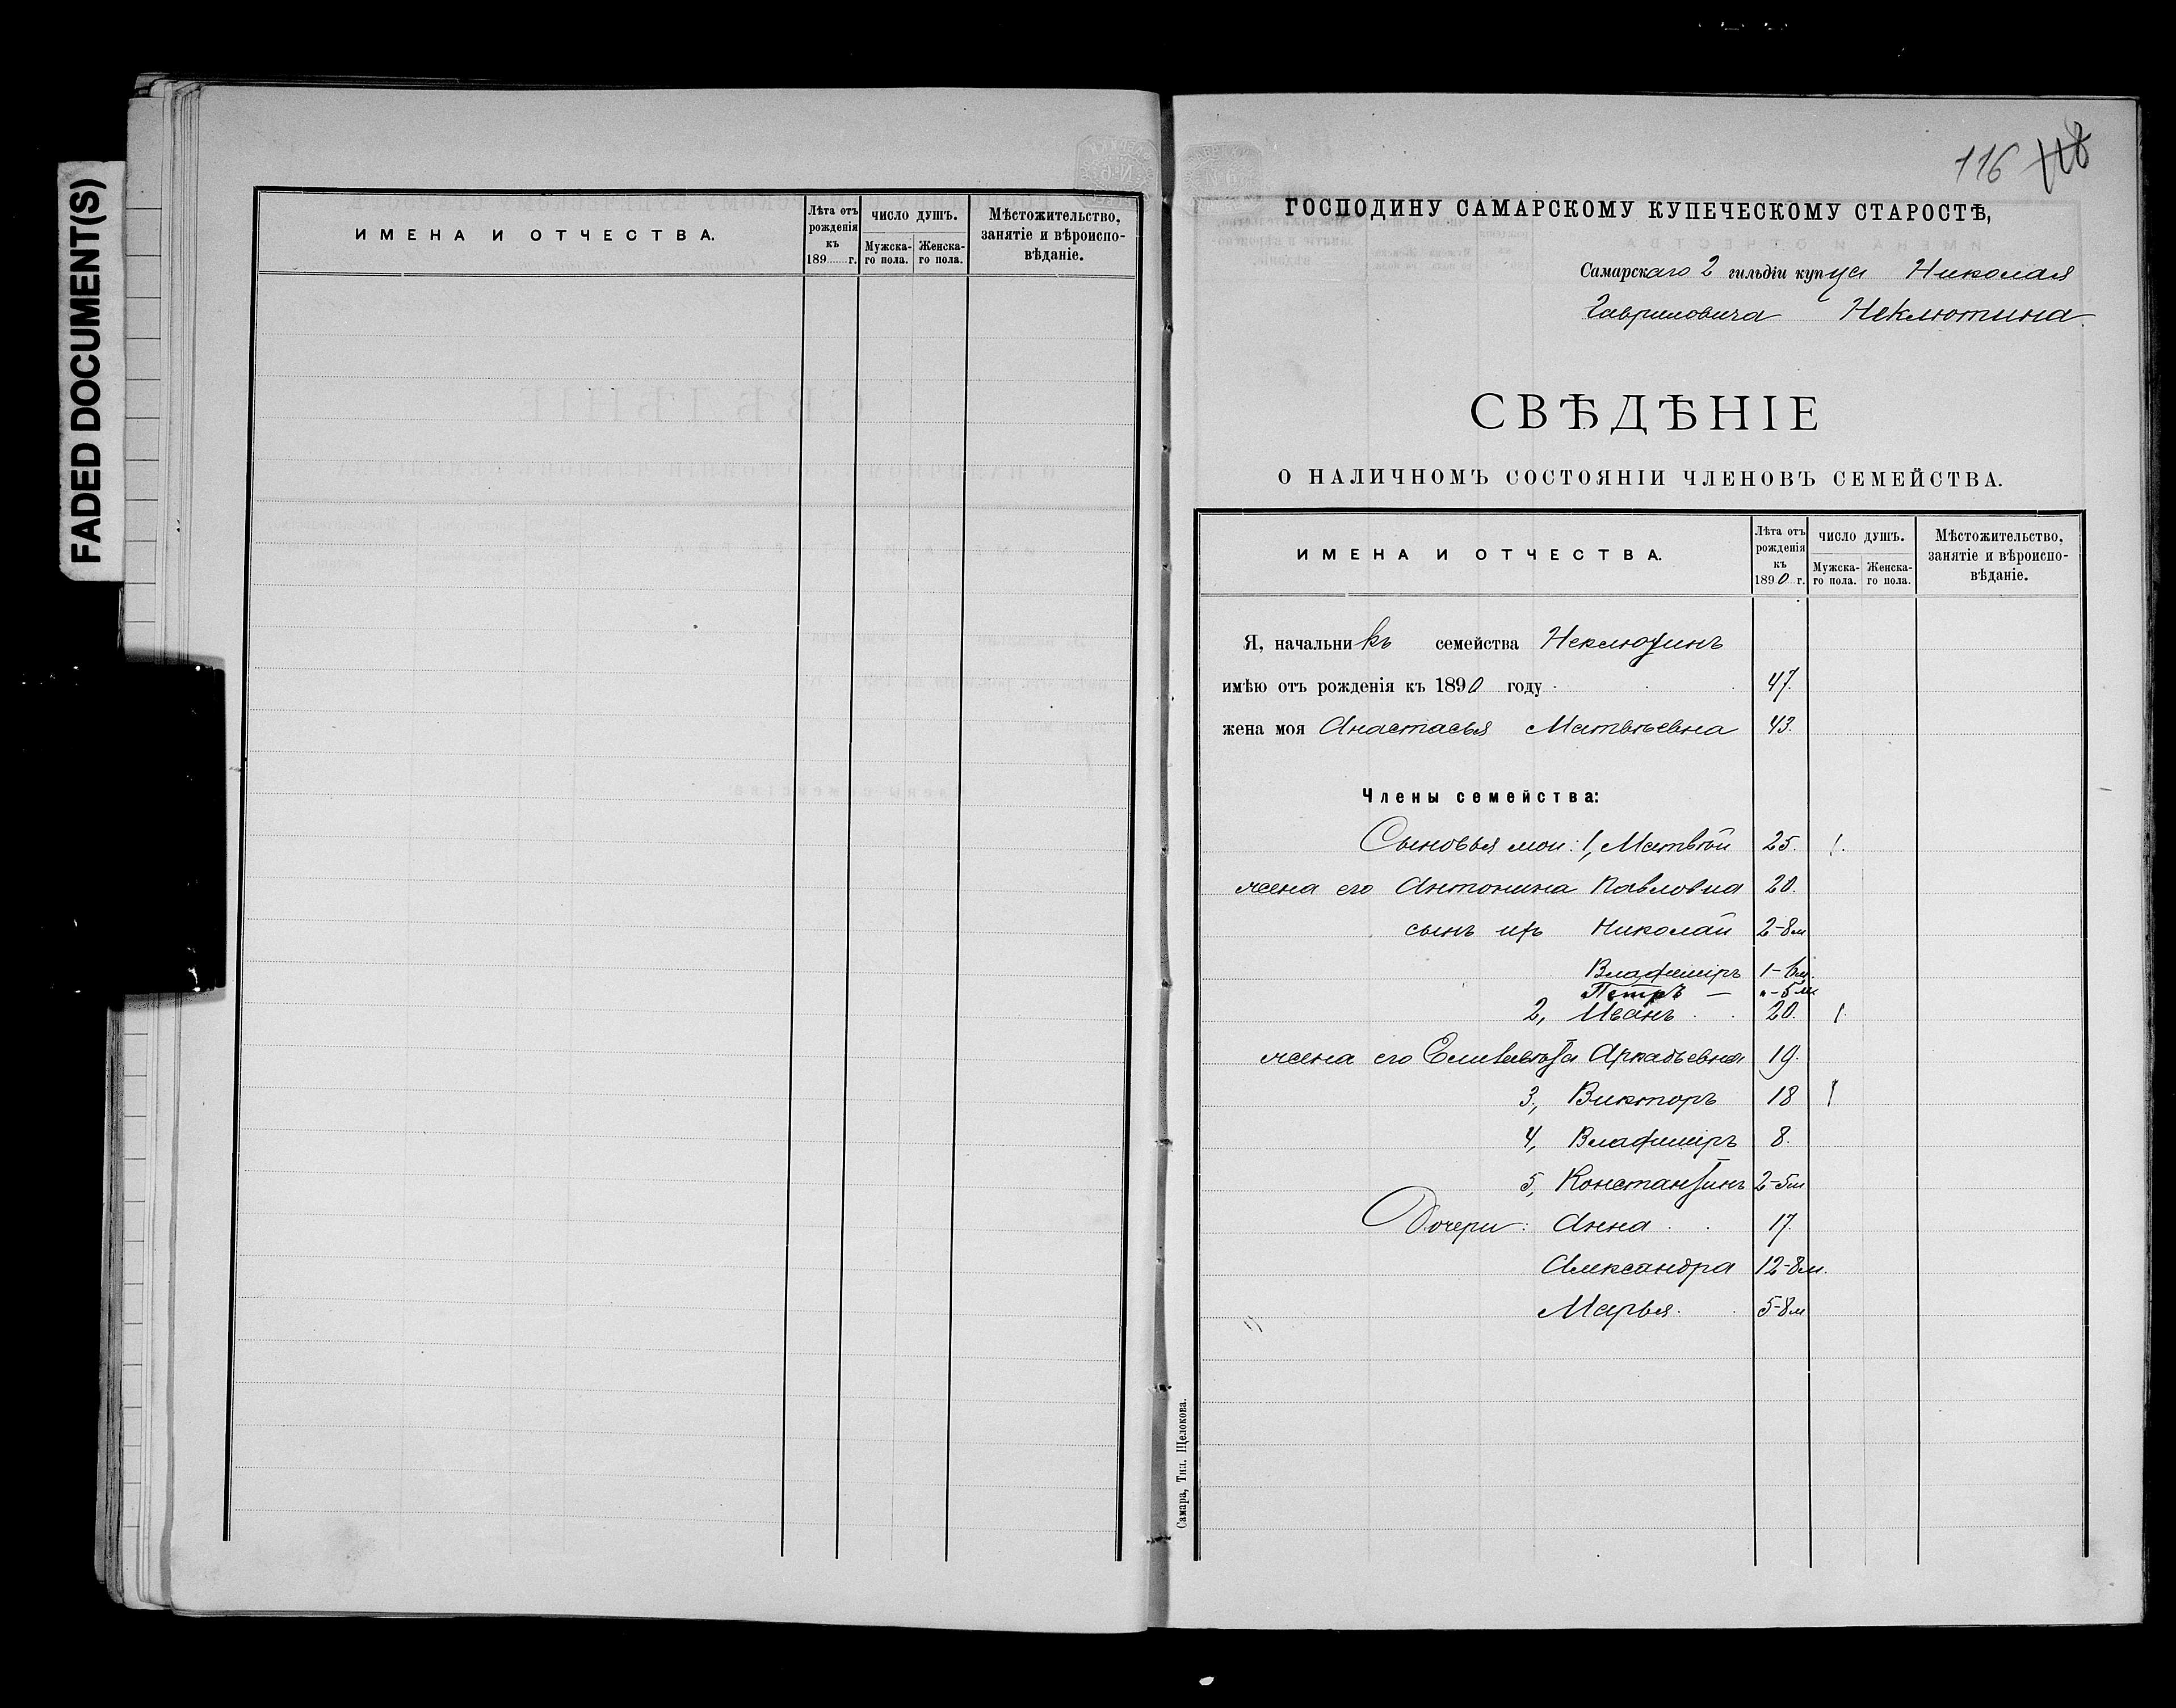 FADED DOCUMENT(S)
ИМЕНА И ОТЧЕСТВА.
Лѣта отъ рожденія къ 189 г.
ЧИСЛО ДУШЪ.
Мужска-го пола.
Женска-го пола.
Мѣстожительство, занятіе и вѣроиспо-вѣданіе.
116 118
ГОСПОДИНУ САМАРСКОМУ КУПЕЧЕСКОМУ СТАРОСТѢ,
Самарскаго 2 гильдіи купца Николая
Гавриловича Неклютина
СВѢДѢНІЕ
О НАЛИЧНОМЪ СОСТОЯНІИ ЧЛЕНОВЪ СЕМЕЙСТВА.
ИМЕНА И ОТЧЕСТВА.
Лѣта отъ рожденія къ 1890 г.
ЧИСЛО ДУШЪ.
Мужска-го пола.
Женска-го пола.
Мѣстожительство, занятіе и вѣроиспо-вѣданіе.
Я, начальникъ семейства Неклютинъ
имѣю отъ рожденія къ 1890 году 47.
жена моя Анастасья Матвѣевна 43.
Члены семейства:
Сыновья мои: 1, Матвѣй 25. 1.
жена его Антонина Павловна 20.
сынъ ихъ Николай 2-8м
Владиміръ 1-6м.
Петръ — "-5м
2, Иванъ 20. 1
жена его Елизавета Аркадьевна 19.
3, Викторъ 18 1
4, Владиміръ 8.
5, Константинъ 2-5м
Дочери: Анна 17.
Александра 12-8м.
Марья 5-8м
Самара, Тип. Щелокова.